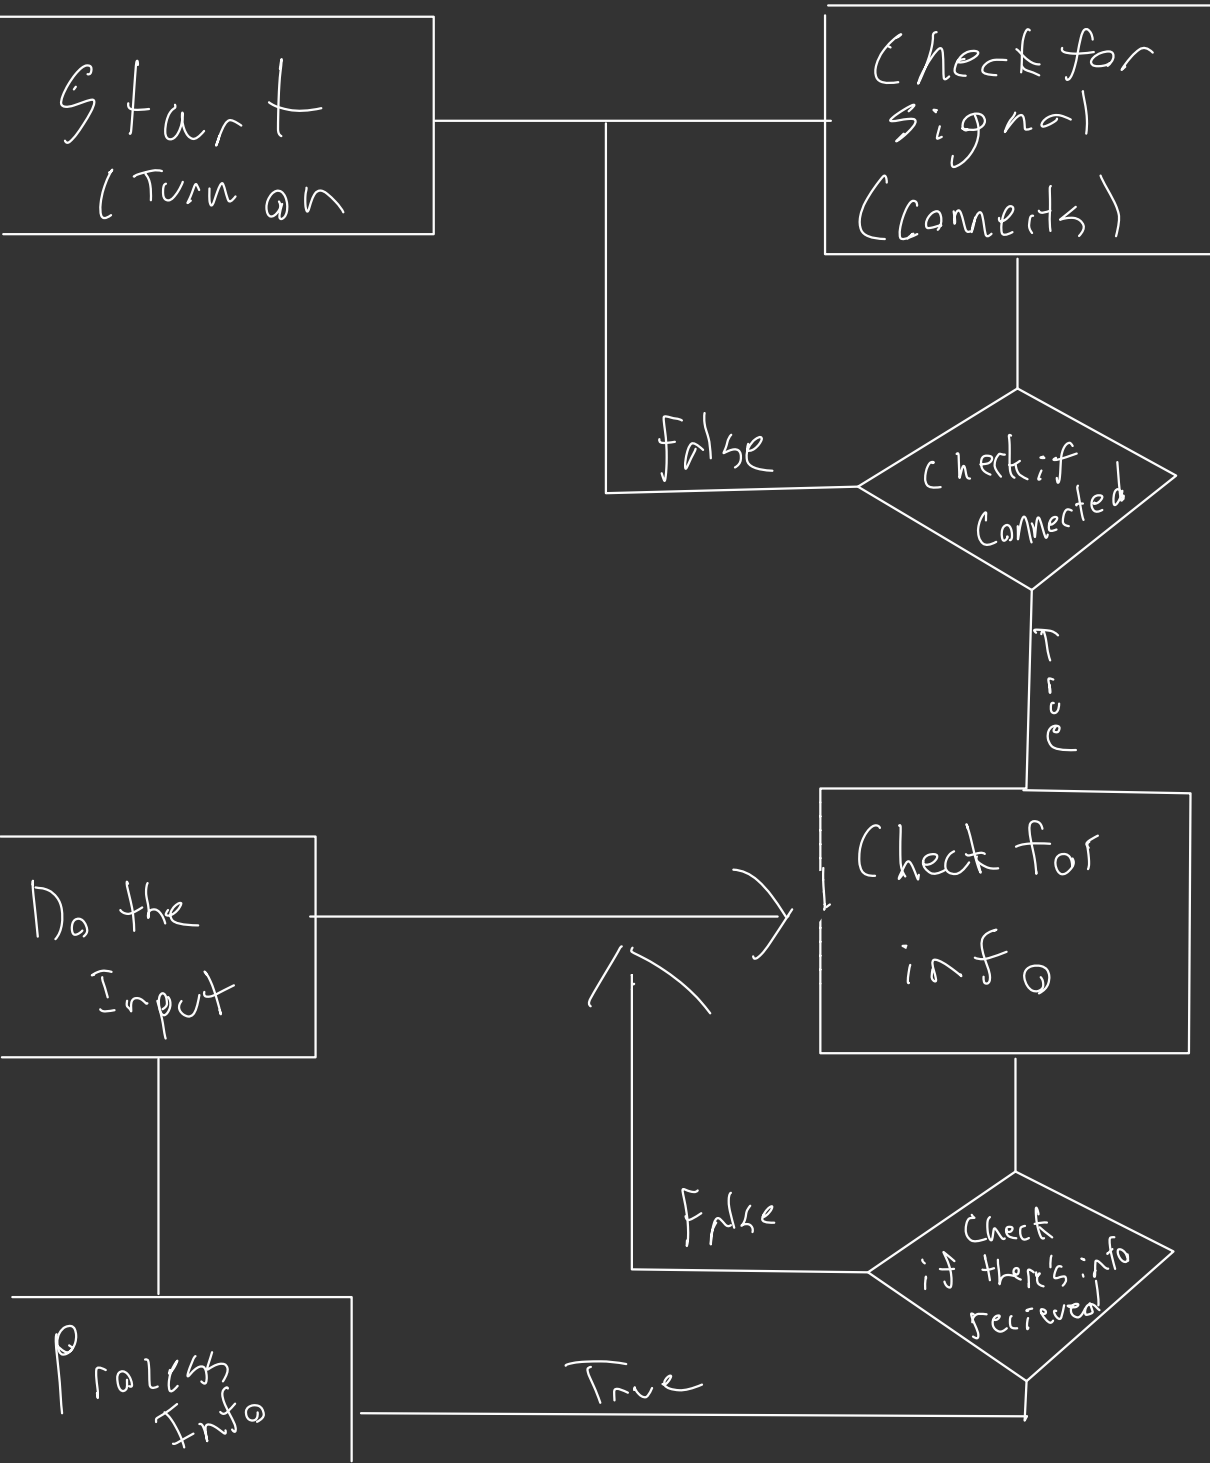 Start
(Turn on
Check for
signal
(connects)
False
Check if
Connected
True
Check for
info
Do the
Input
False
Check
if there's info
recieved
True
Process
Info